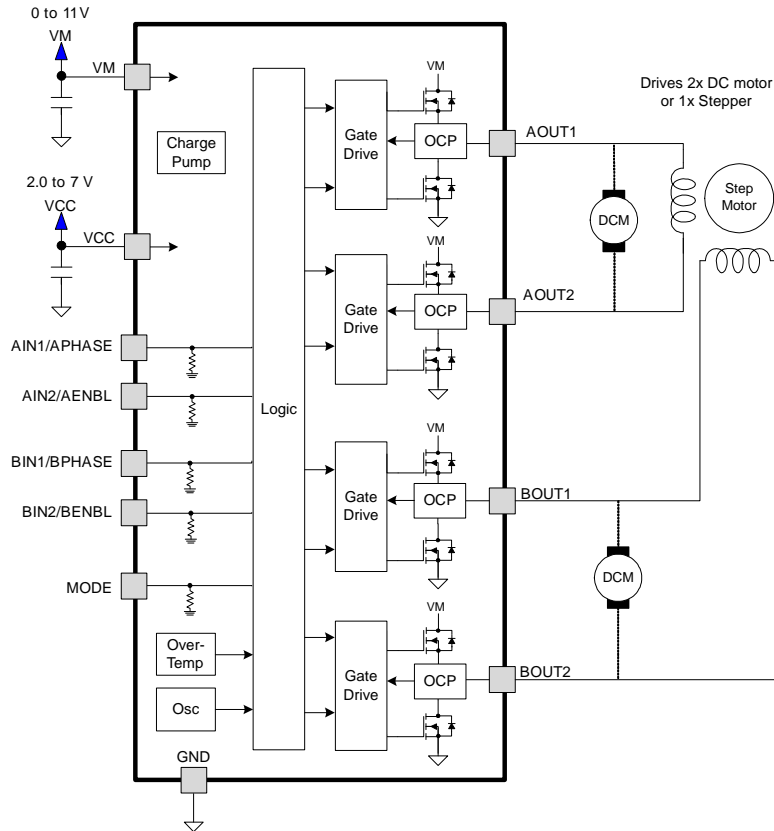 0 to 11V
VM
VM
2.0 to 7 V
VCC
VCC
AIN1/APHASE
AIN2/AENBL
BIN1/BPHASE
BIN2/BENBL
MODE
GND
Charge
Pump
Over-
Temp
Osc
Logic
Gate
Drive
VM
OCP
Gate
Drive
VM
OCP
Gate
Drive
VM
OCP
Gate
Drive
VM
OCP
AOUT1
AOUT2
BOUT1
BOUT2
Drives 2x DC motor
or 1x Stepper
DCM
Step
Motor
DCM